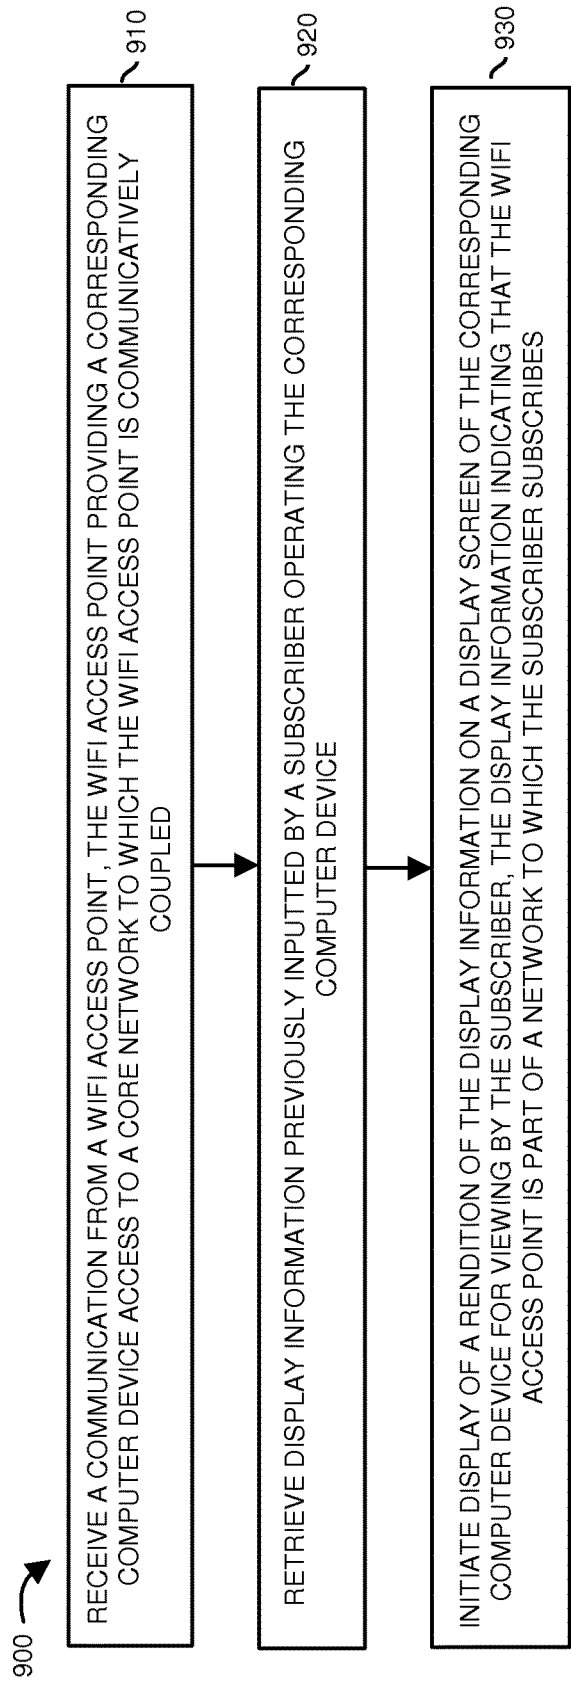 900
910
RECEIVE A COMMUNICATION FROM A WIFI ACCESS POINT, THE WIFI ACCESS POINT PROVIDING A CORRESPONDING
COMPUTER DEVICE ACCESS TO A CORE NETWORK TO WHICH THE WIFI ACCESS POINT IS COMMUNICATIVELY
COUPLED
920
RETRIEVE DISPLAY INFORMATION PREVIOUSLY INPUTTED BY A SUBSCRIBER OPERATING THE CORRESPONDING
COMPUTER DEVICE
930
INITIATE DISPLAY OF A RENDITION OF THE DISPLAY INFORMATION ON A DISPLAY SCREEN OF THE CORRESPONDING
COMPUTER DEVICE FOR VIEWING BY THE SUBSCRIBER, THE DISPLAY INFORMATION INDICATING THAT THE WIFI
ACCESS POINT IS PART OF A NETWORK TO WHICH THE SUBSCRIBER SUBSCRIBES